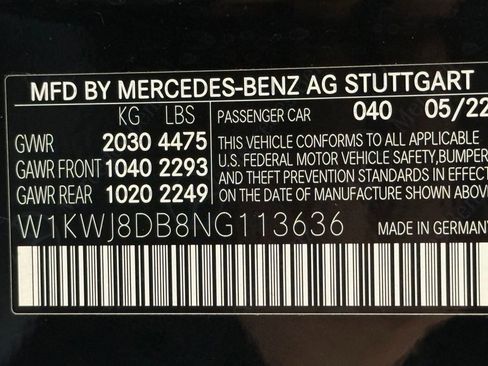 MFD BY MERCEDES-BENZ AG STUTTGART
KG LBS PASSENGER CAR 040 05/22
GVWR 2030 4475 THIS VEHICLE CONFORMS TO ALL APPLICABLE
GAWR FRONT 1040 2293 U.S. FEDERAL MOTOR VEHICLE SAFETY, BUMPER
GAWR REAR 1020 2249 AND THEFT PREVENTION STANDARDS IN EFFECT
ON THE DATE OF MANUFACTURE SHOWN ABOVE.
W1KWJ8DB8NG113636 MADE IN GERMANY